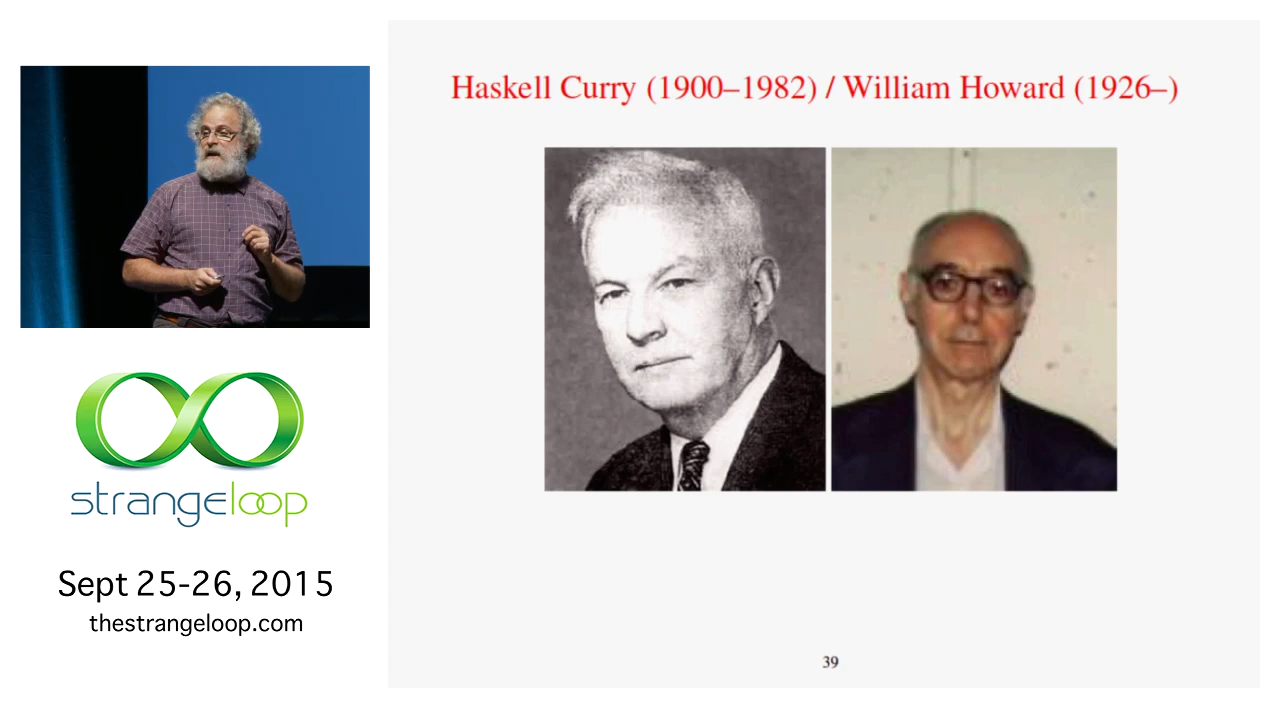 Haskell Curry (1900–1982) / William Howard (1926–)
strangeloop
Sept 25-26, 2015
thestrangeloop.com
39